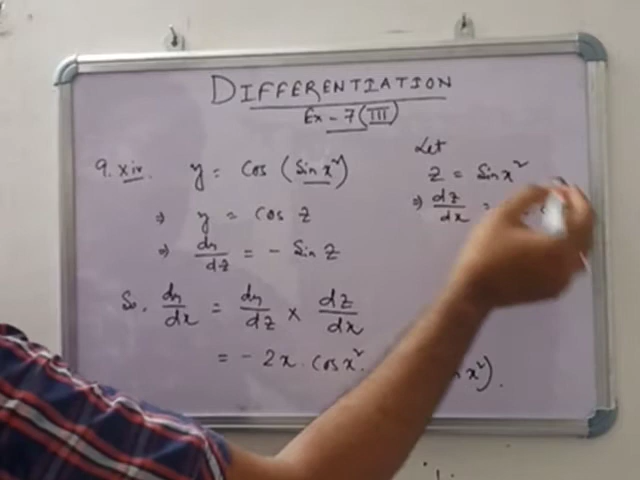 DIFFERENTIATION
Ex - 7 (III)
9. xiv. y = cos (sin x²)
⇒ y = cos z
⇒ dy/dz = - sin z
So, dy/dx = dy/dz × dz/dx
= - 2x . cos x² . x²).
Let
z = sin x²
⇒ dz/dx =